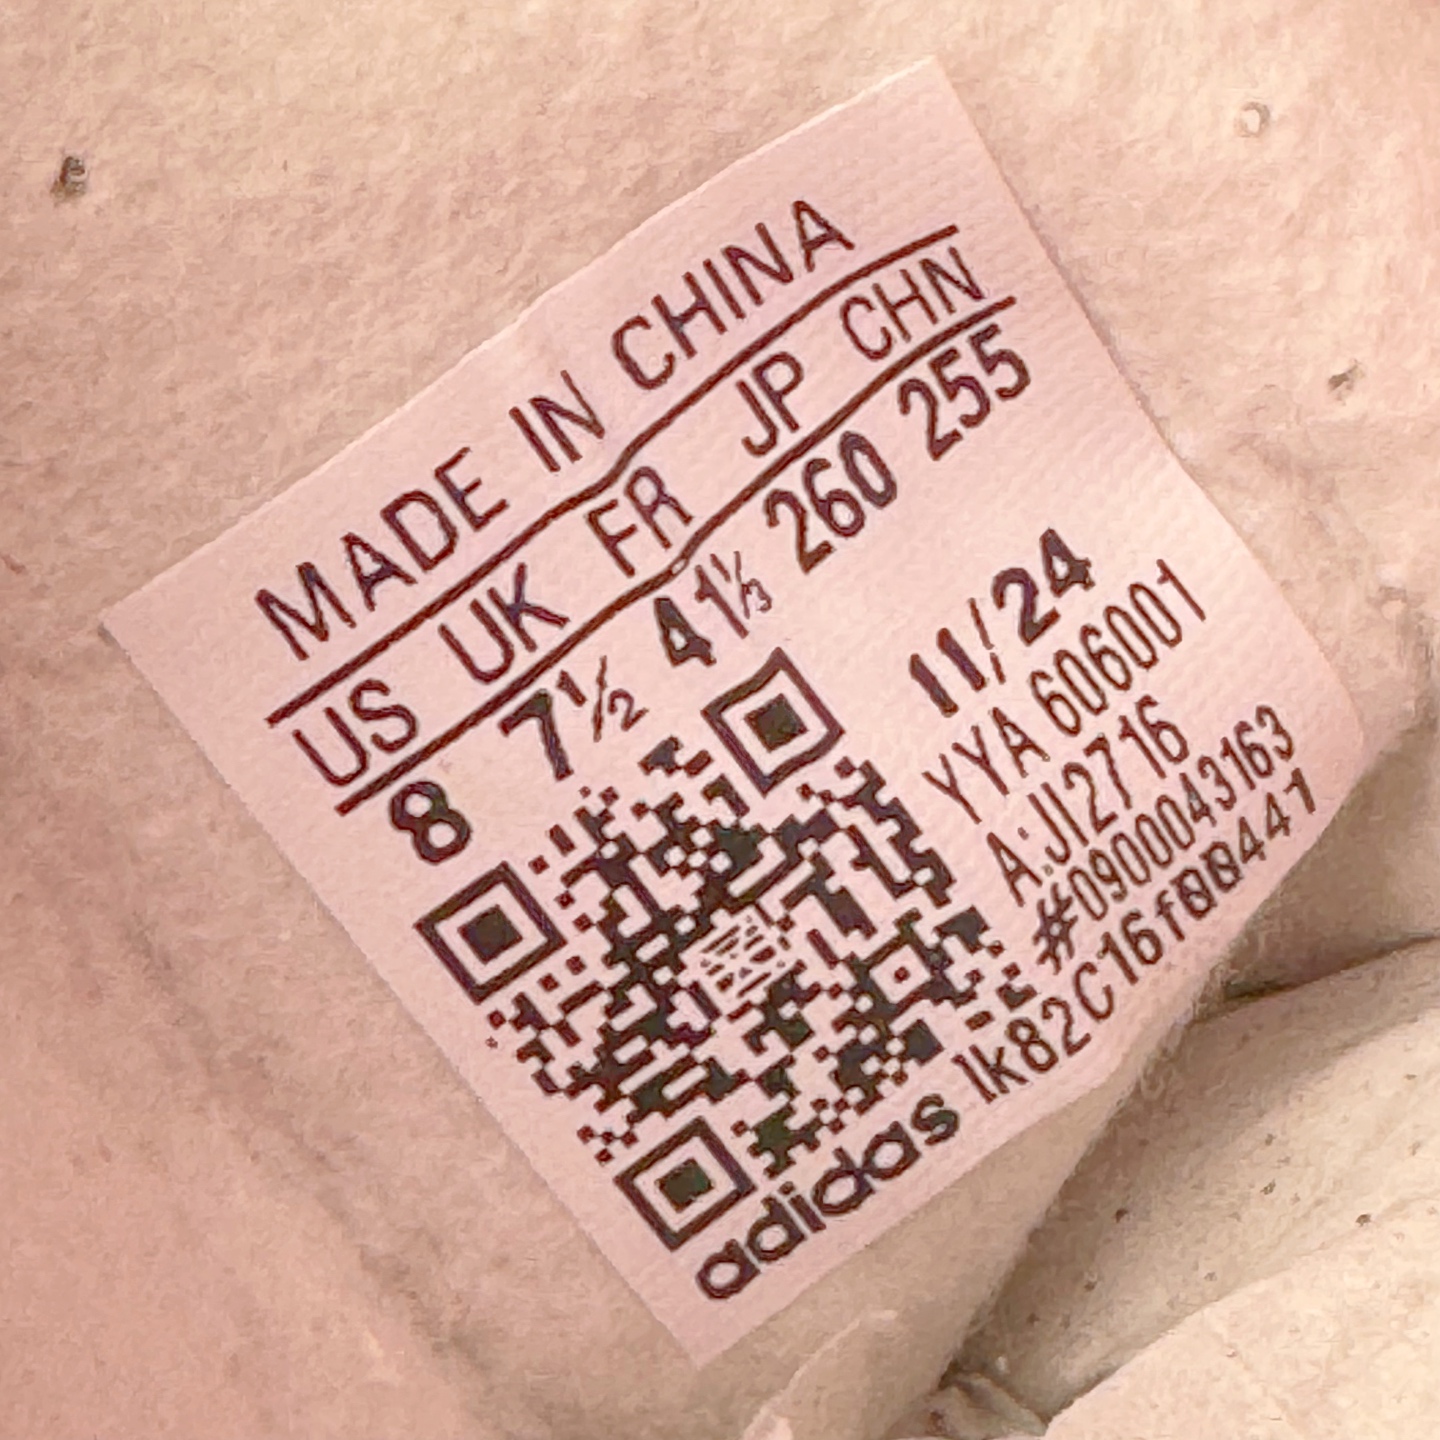 MADE IN CHINA
US UK FR JP CHN
8 7½ 41⅓ 260 255
11/24
YYA 606001
A:JI2716
#0900043163
adidas